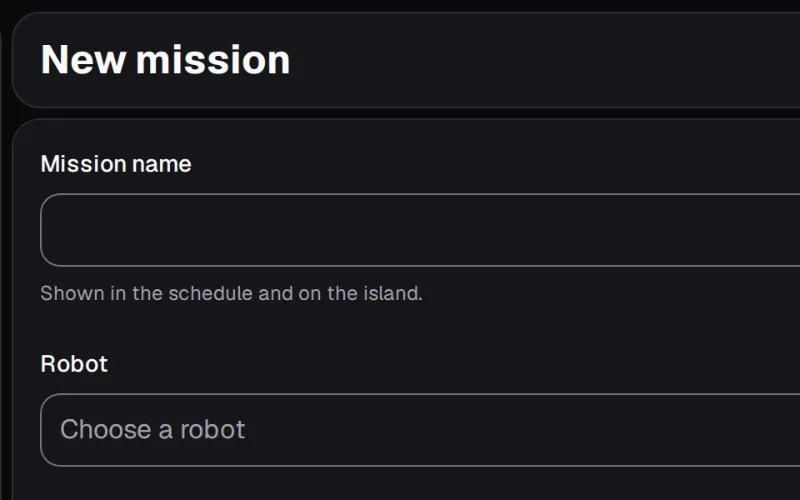 New mission
Mission name
Shown in the schedule and on the island.
Robot
Choose a robot